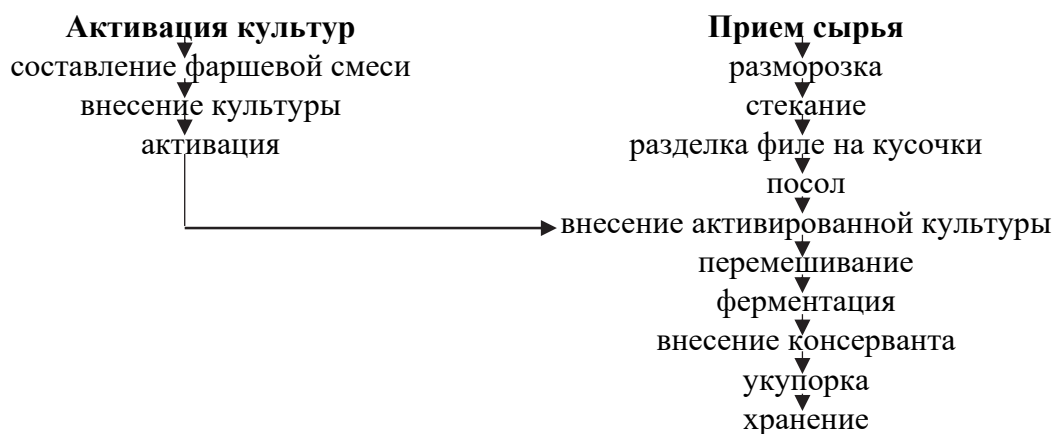 Активация культур
составление фаршевой смеси
внесение культуры
активация
Прием сырья
разморозка
стекание
разделка филе на кусочки
посол
внесение активированной культуры
перемешивание
ферментация
внесение консерванта
укупорка
хранение